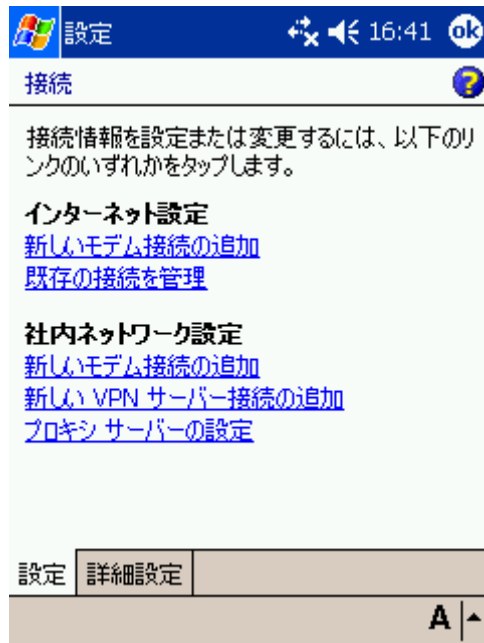 設定 16:41 ok
接続
接続情報を設定または変更するには、以下のリ
ンクのいずれかをタップします。
インターネット設定
新しいモデム接続の追加
既存の接続を管理
社内ネットワーク設定
新しいモデム接続の追加
新しい VPN サーバー接続の追加
プロキシ サーバーの設定
設定 詳細設定
A